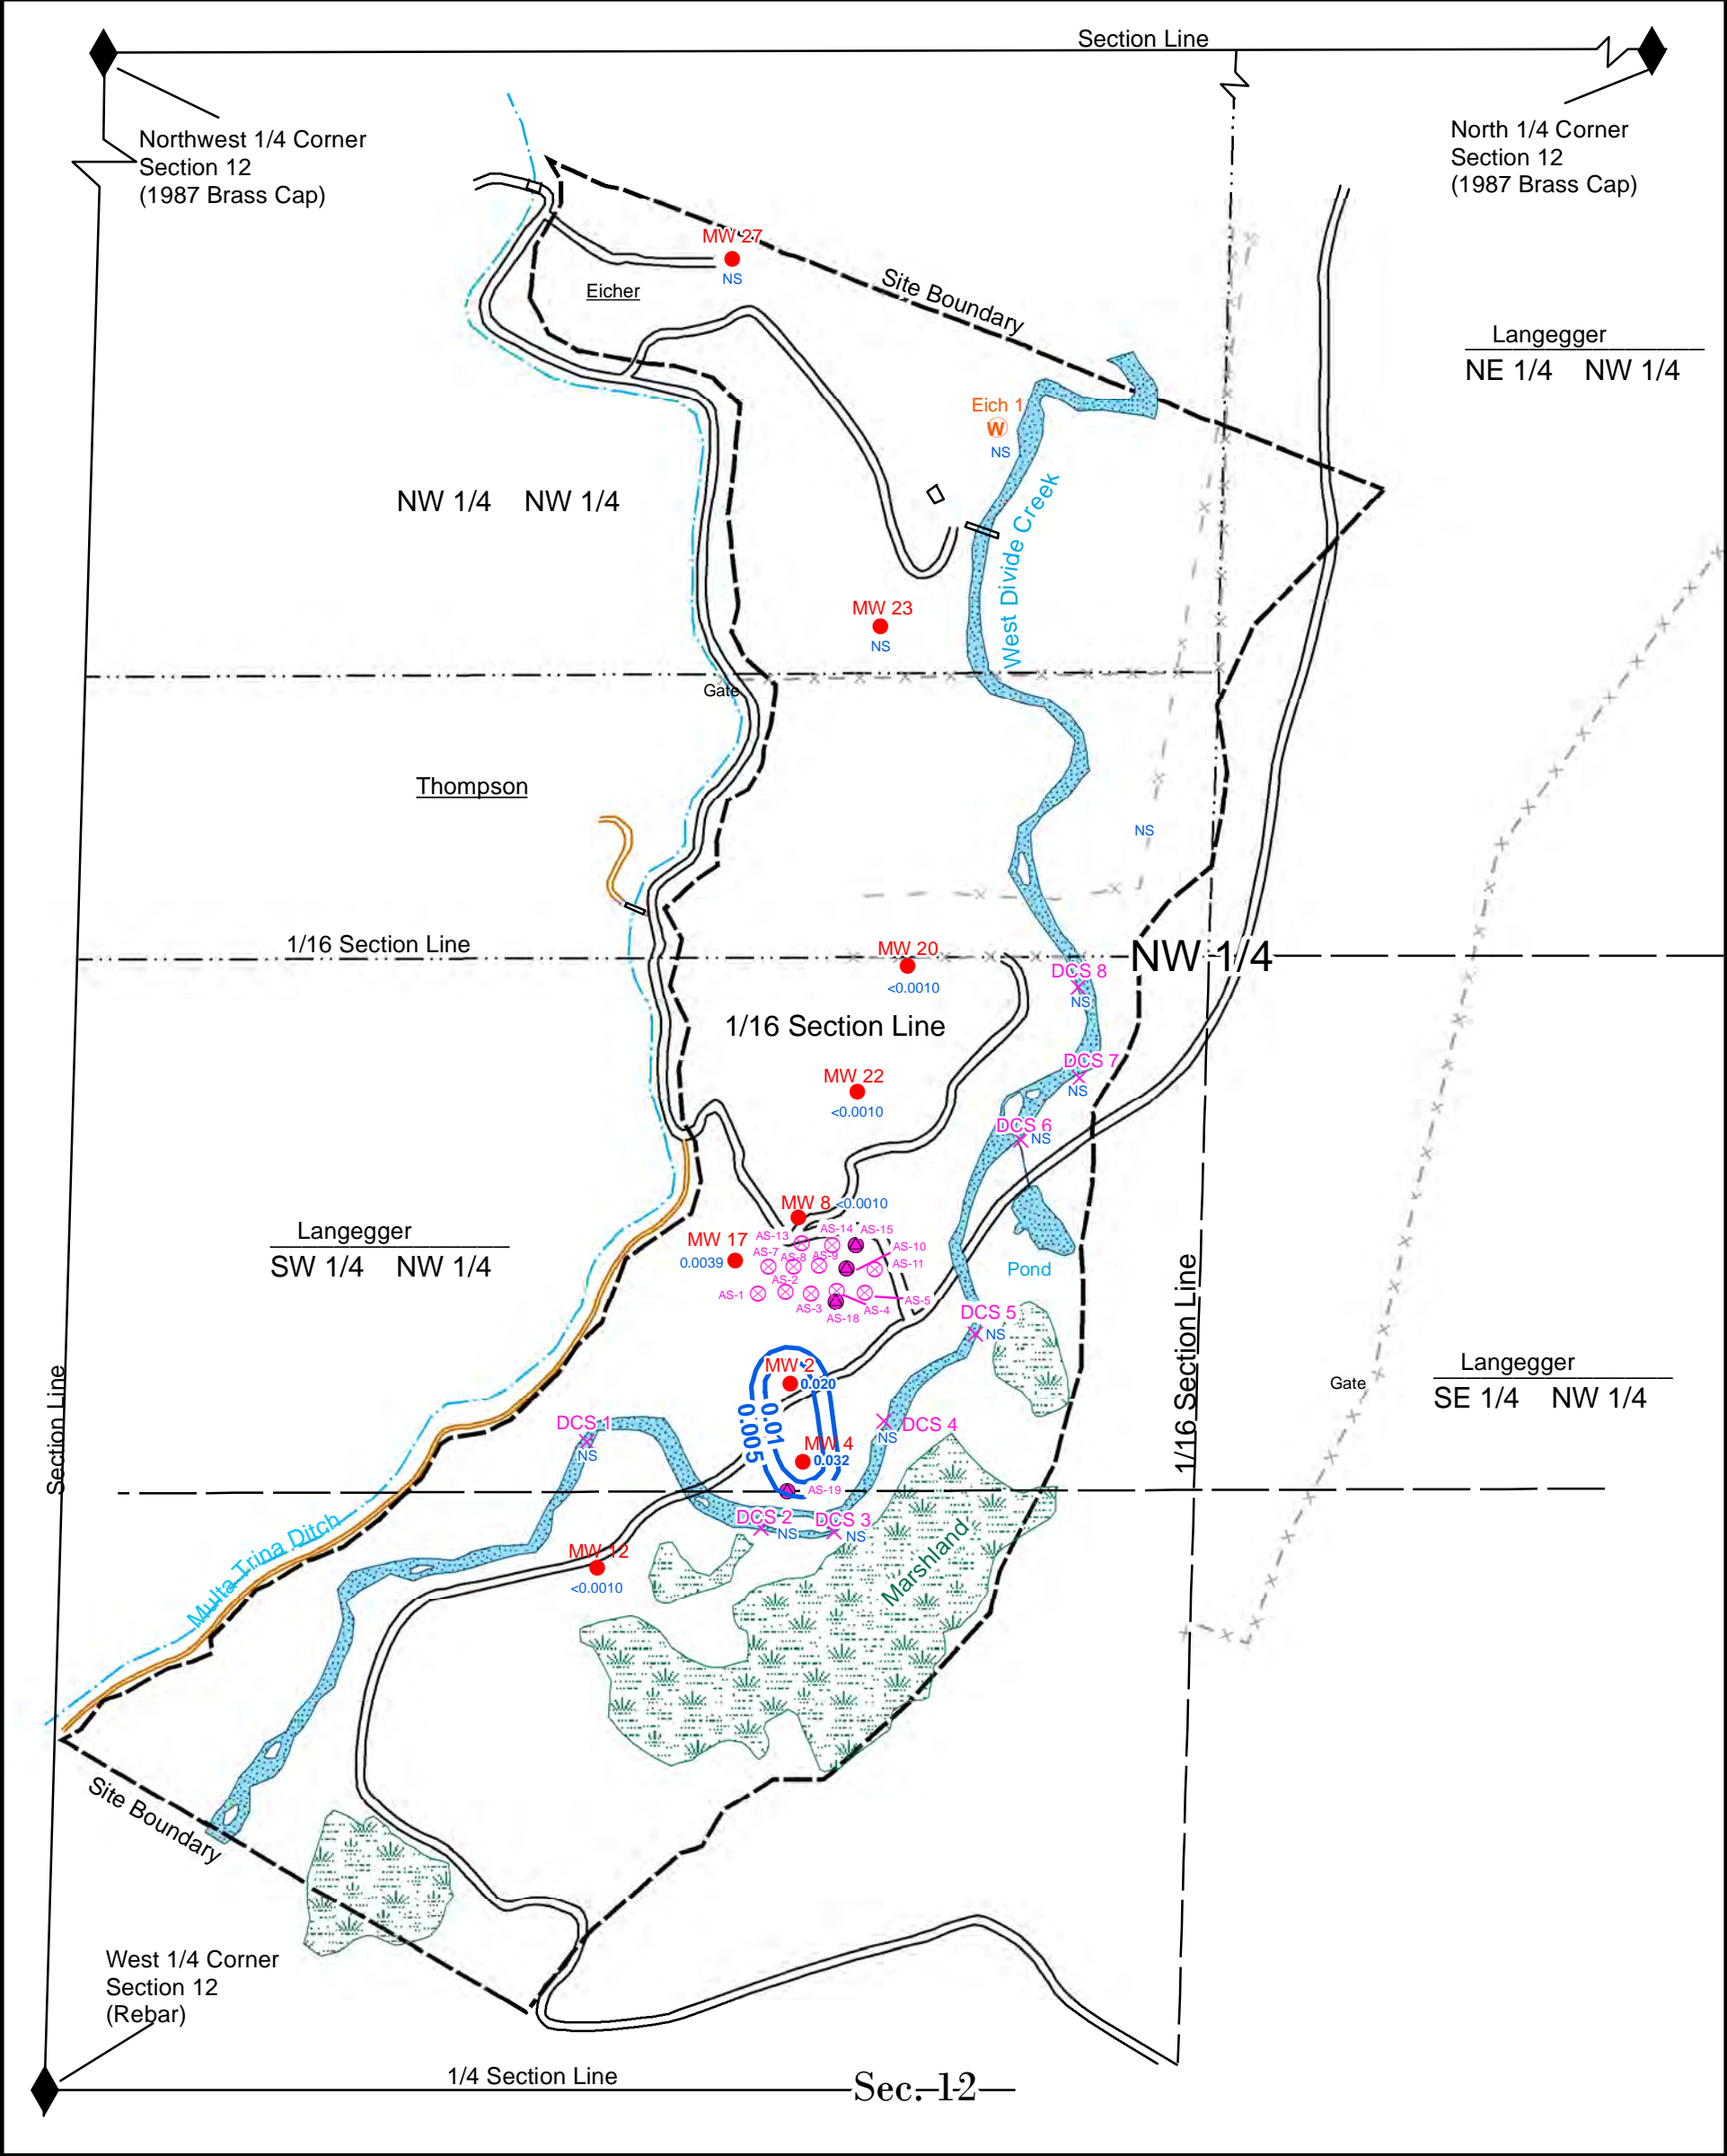 Section Line
Northwest 1/4 Corner
Section 12
(1987 Brass Cap)
North 1/4 Corner
Section 12
(1987 Brass Cap)
MW 27
NS
Eicher
Site Boundary
Langegger
NE 1/4 NW 1/4
Eich 1
W
NS
NW 1/4 NW 1/4
West Divide Creek
MW 23
NS
Gate
Thompson
NS
1/16 Section Line
MW 20
<0.0010
NW 1/4
DCS 8
NS
1/16 Section Line
DCS 7
NS
MW 22
<0.0010
DCS 6
NS
MW 8
<0.0010
Langegger
SW 1/4 NW 1/4
MW 17
0.0039
AS-13
AS-14
AS-15
AS-7
AS-8
AS-9
AS-10
AS-11
AS-2
AS-1
AS-3
AS-18
AS-4
AS-5
Pond
DCS 5
NS
1/16 Section Line
Section Line
MW 2
0.020
0.01
0.005
MW 4
0.032
AS-19
DCS 1
NS
DCS 4
NS
Gate
Langegger
SE 1/4 NW 1/4
DCS 2
NS
DCS 3
NS
Marshland
Multa Trina Ditch
MW 12
<0.0010
Site Boundary
West 1/4 Corner
Section 12
(Rebar)
1/4 Section Line
Sec. 12